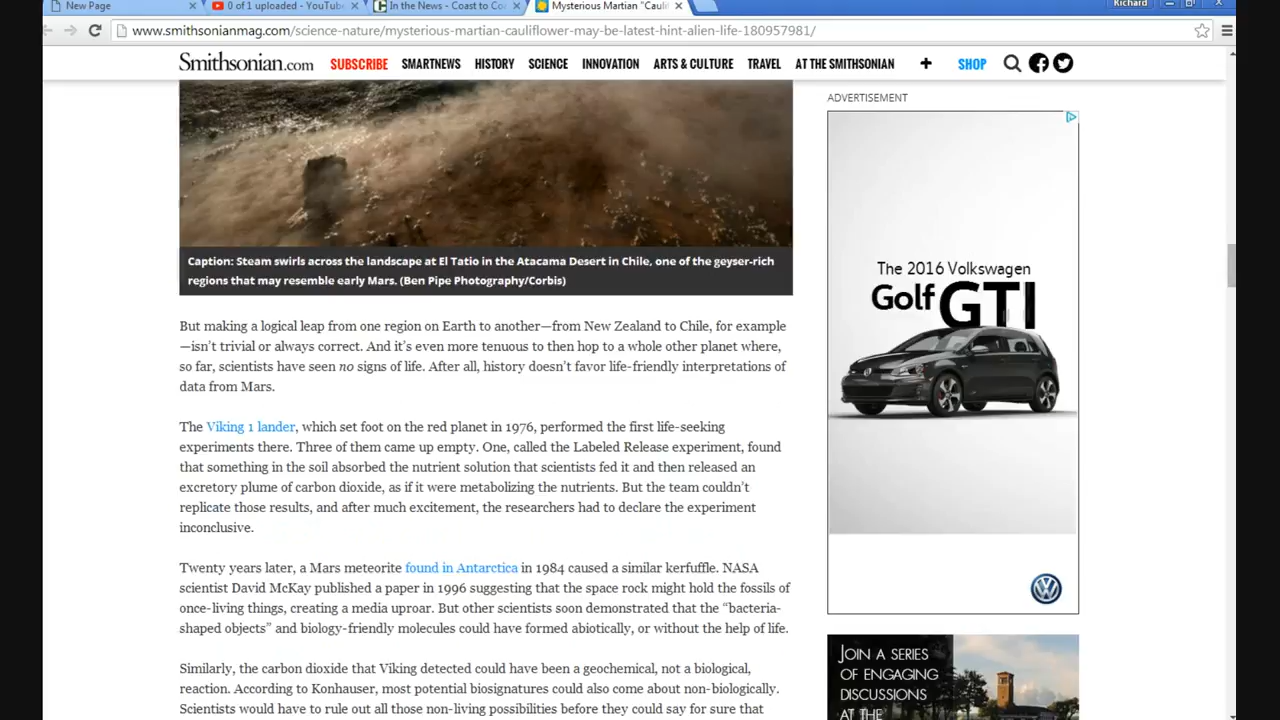 New Page
0 of 1 uploaded - YouTube
In the News - Coast to Co
Mysterious Martian “Cauli
Richard
www.smithsonianmag.com/science-nature/mysterious-martian-cauliflower-may-be-latest-hint-alien-life-180957981/
Smithsonian.com SUBSCRIBE SMARTNEWS HISTORY SCIENCE INNOVATION ARTS & CULTURE TRAVEL AT THE SMITHSONIAN + SHOP
Caption: Steam swirls across the landscape at El Tatio in the Atacama Desert in Chile, one of the geyser-rich
regions that may resemble early Mars. (Ben Pipe Photography/Corbis)
But making a logical leap from one region on Earth to another—from New Zealand to Chile, for example
—isn’t trivial or always correct. And it’s even more tenuous to then hop to a whole other planet where,
so far, scientists have seen no signs of life. After all, history doesn’t favor life-friendly interpretations of
data from Mars.
The Viking 1 lander, which set foot on the red planet in 1976, performed the first life-seeking
experiments there. Three of them came up empty. One, called the Labeled Release experiment, found
that something in the soil absorbed the nutrient solution that scientists fed it and then released an
excretory plume of carbon dioxide, as if it were metabolizing the nutrients. But the team couldn’t
replicate those results, and after much excitement, the researchers had to declare the experiment
inconclusive.
Twenty years later, a Mars meteorite found in Antarctica in 1984 caused a similar kerfuffle. NASA
scientist David McKay published a paper in 1996 suggesting that the space rock might hold the fossils of
once-living things, creating a media uproar. But other scientists soon demonstrated that the “bacteria-
shaped objects” and biology-friendly molecules could have formed abiotically, or without the help of life.
Similarly, the carbon dioxide that Viking detected could have been a geochemical, not a biological,
reaction. According to Konhauser, most potential biosignatures could also come about non-biologically.
Scientists would have to rule out all those non-living possibilities before they could say for sure that
ADVERTISEMENT
The 2016 Volkswagen
Golf GTI
JOIN A SERIES
OF ENGAGING
DISCUSSIONS
AT THE